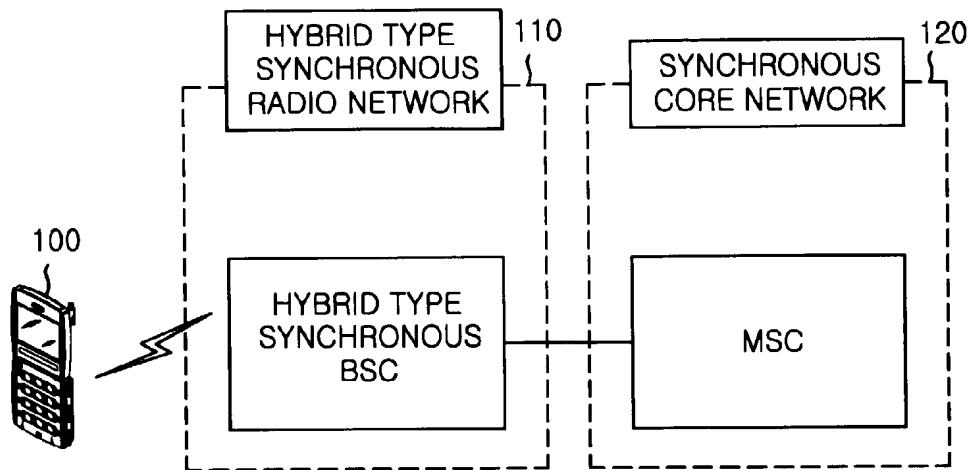 HYBRID TYPE
SYNCHRONOUS
RADIO NETWORK
110
SYNCHRONOUS
CORE NETWORK
120
100
HYBRID TYPE
SYNCHRONOUS
BSC
MSC